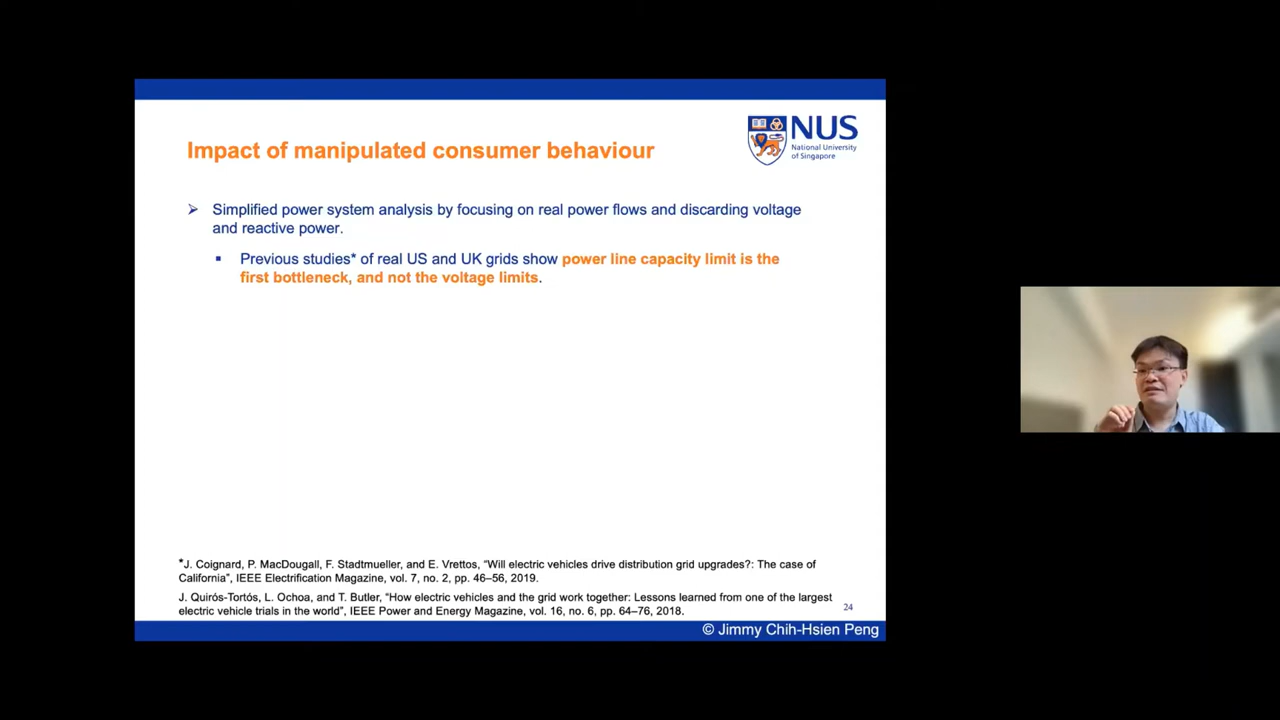 NUS
National University
of Singapore
Impact of manipulated consumer behaviour
➢ Simplified power system analysis by focusing on real power flows and discarding voltage
and reactive power.
▪ Previous studies* of real US and UK grids show power line capacity limit is the
first bottleneck, and not the voltage limits.
*J. Coignard, P. MacDougall, F. Stadtmueller, and E. Vrettos, “Will electric vehicles drive distribution grid upgrades?: The case of
California”, IEEE Electrification Magazine, vol. 7, no. 2, pp. 46–56, 2019.
J. Quirós-Tortós, L. Ochoa, and T. Butler, “How electric vehicles and the grid work together: Lessons learned from one of the largest
electric vehicle trials in the world”, IEEE Power and Energy Magazine, vol. 16, no. 6, pp. 64–76, 2018.
24
© Jimmy Chih-Hsien Peng